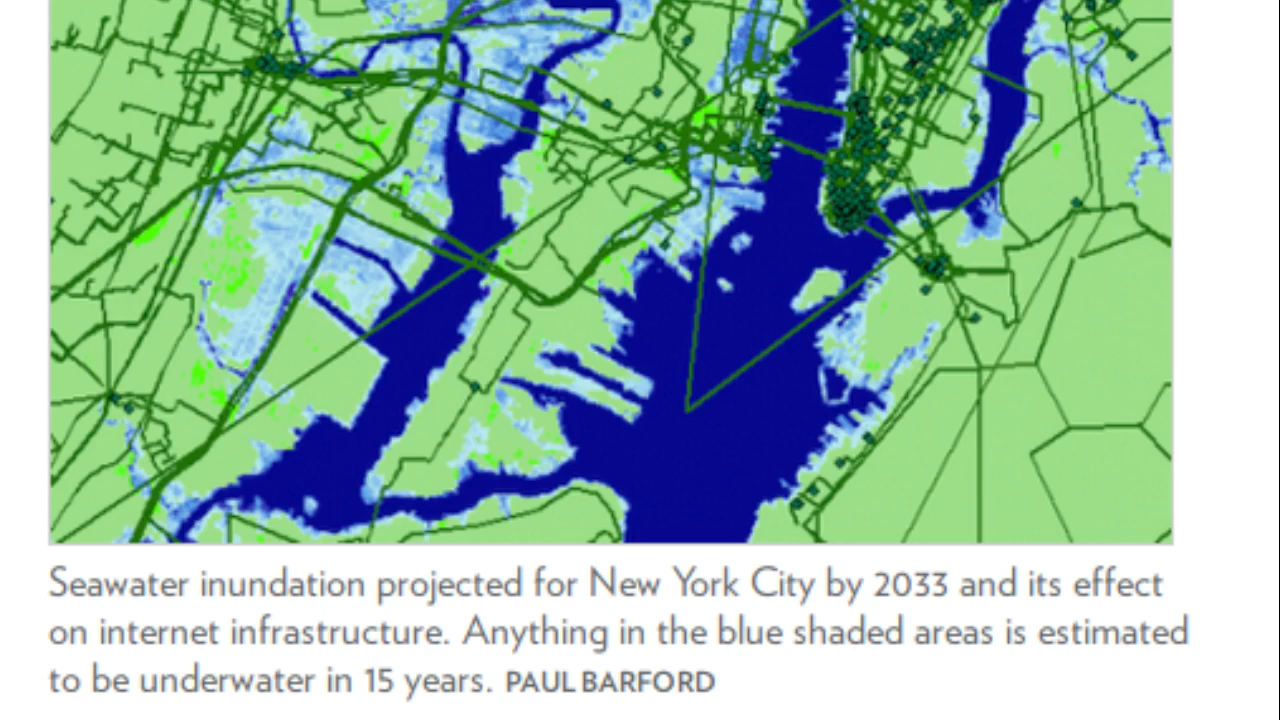 Seawater inundation projected for New York City by 2033 and its effect
on internet infrastructure. Anything in the blue shaded areas is estimated
to be underwater in 15 years. PAUL BARFORD